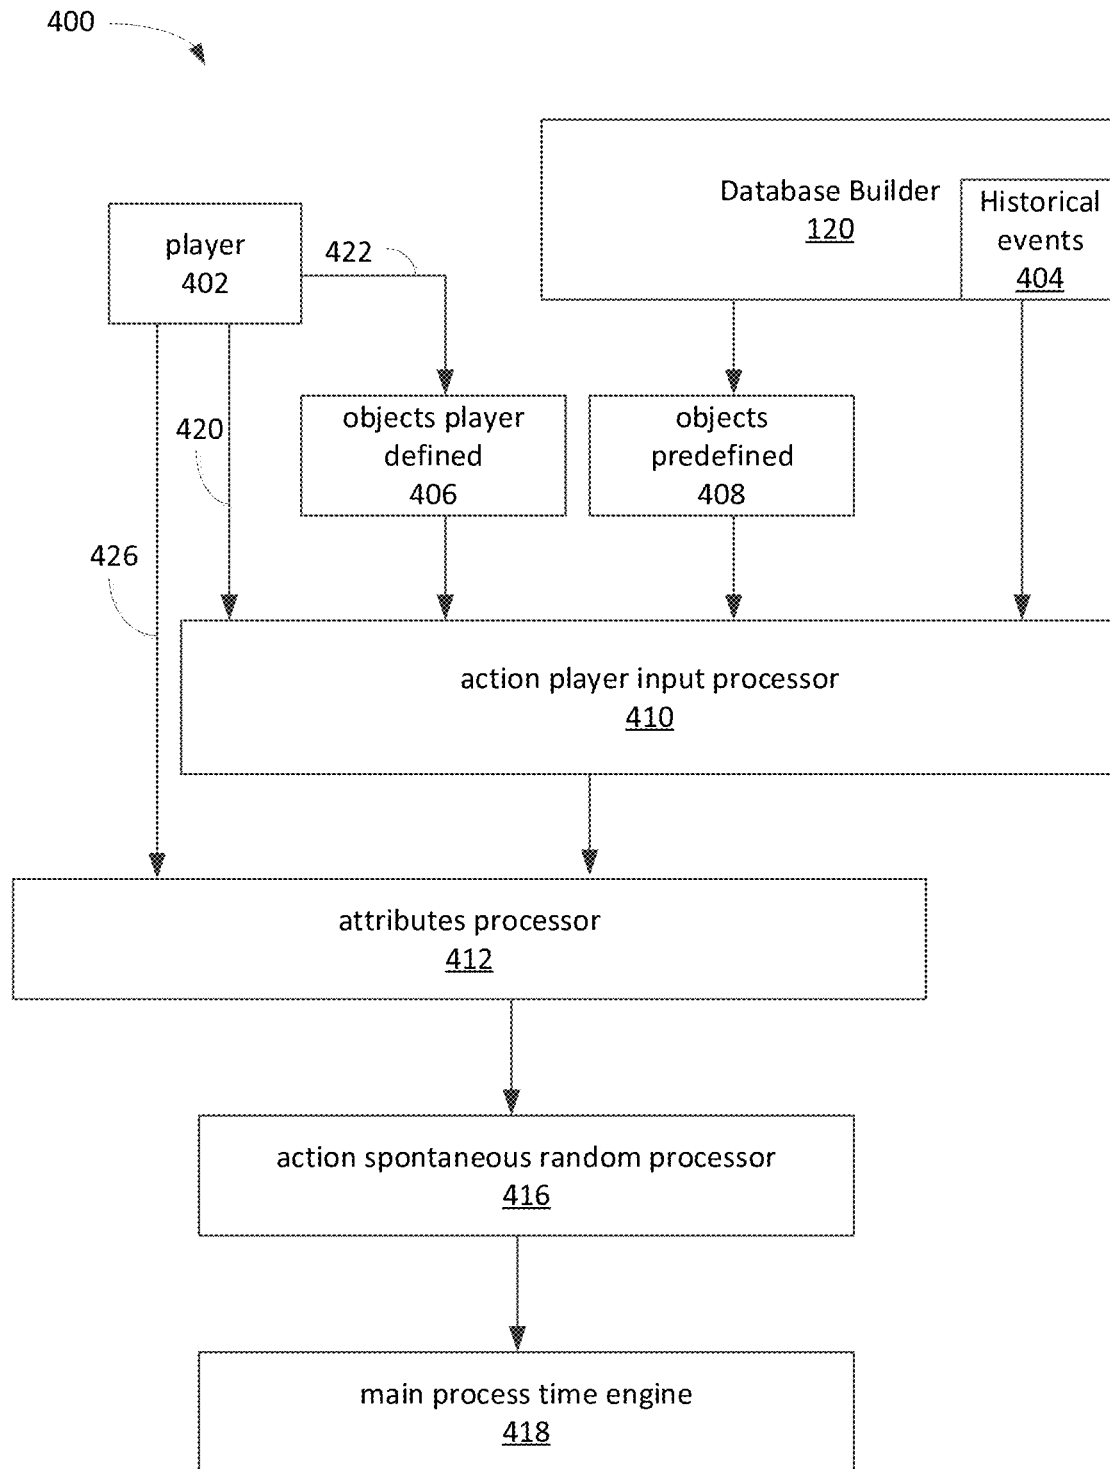 400
Database Builder
120
Historical
events
404
player
402
422
objects player
defined
406
objects
predefined
408
420
426
action player input processor
410
attributes processor
412
action spontaneous random processor
416
main process time engine
418